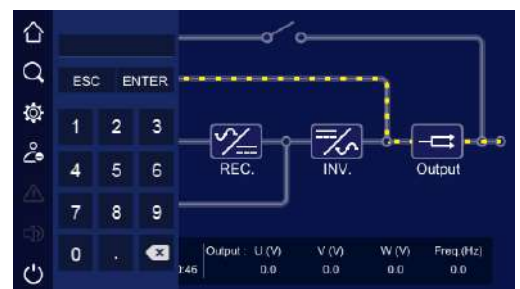 ESC ENTER
1 2 3
4 5 6
7 8 9
0 .
REC. INV. Output
:46 Output : U (V) V (V) W (V) Freq.(Hz)
0.0 0.0 0.0 0.0